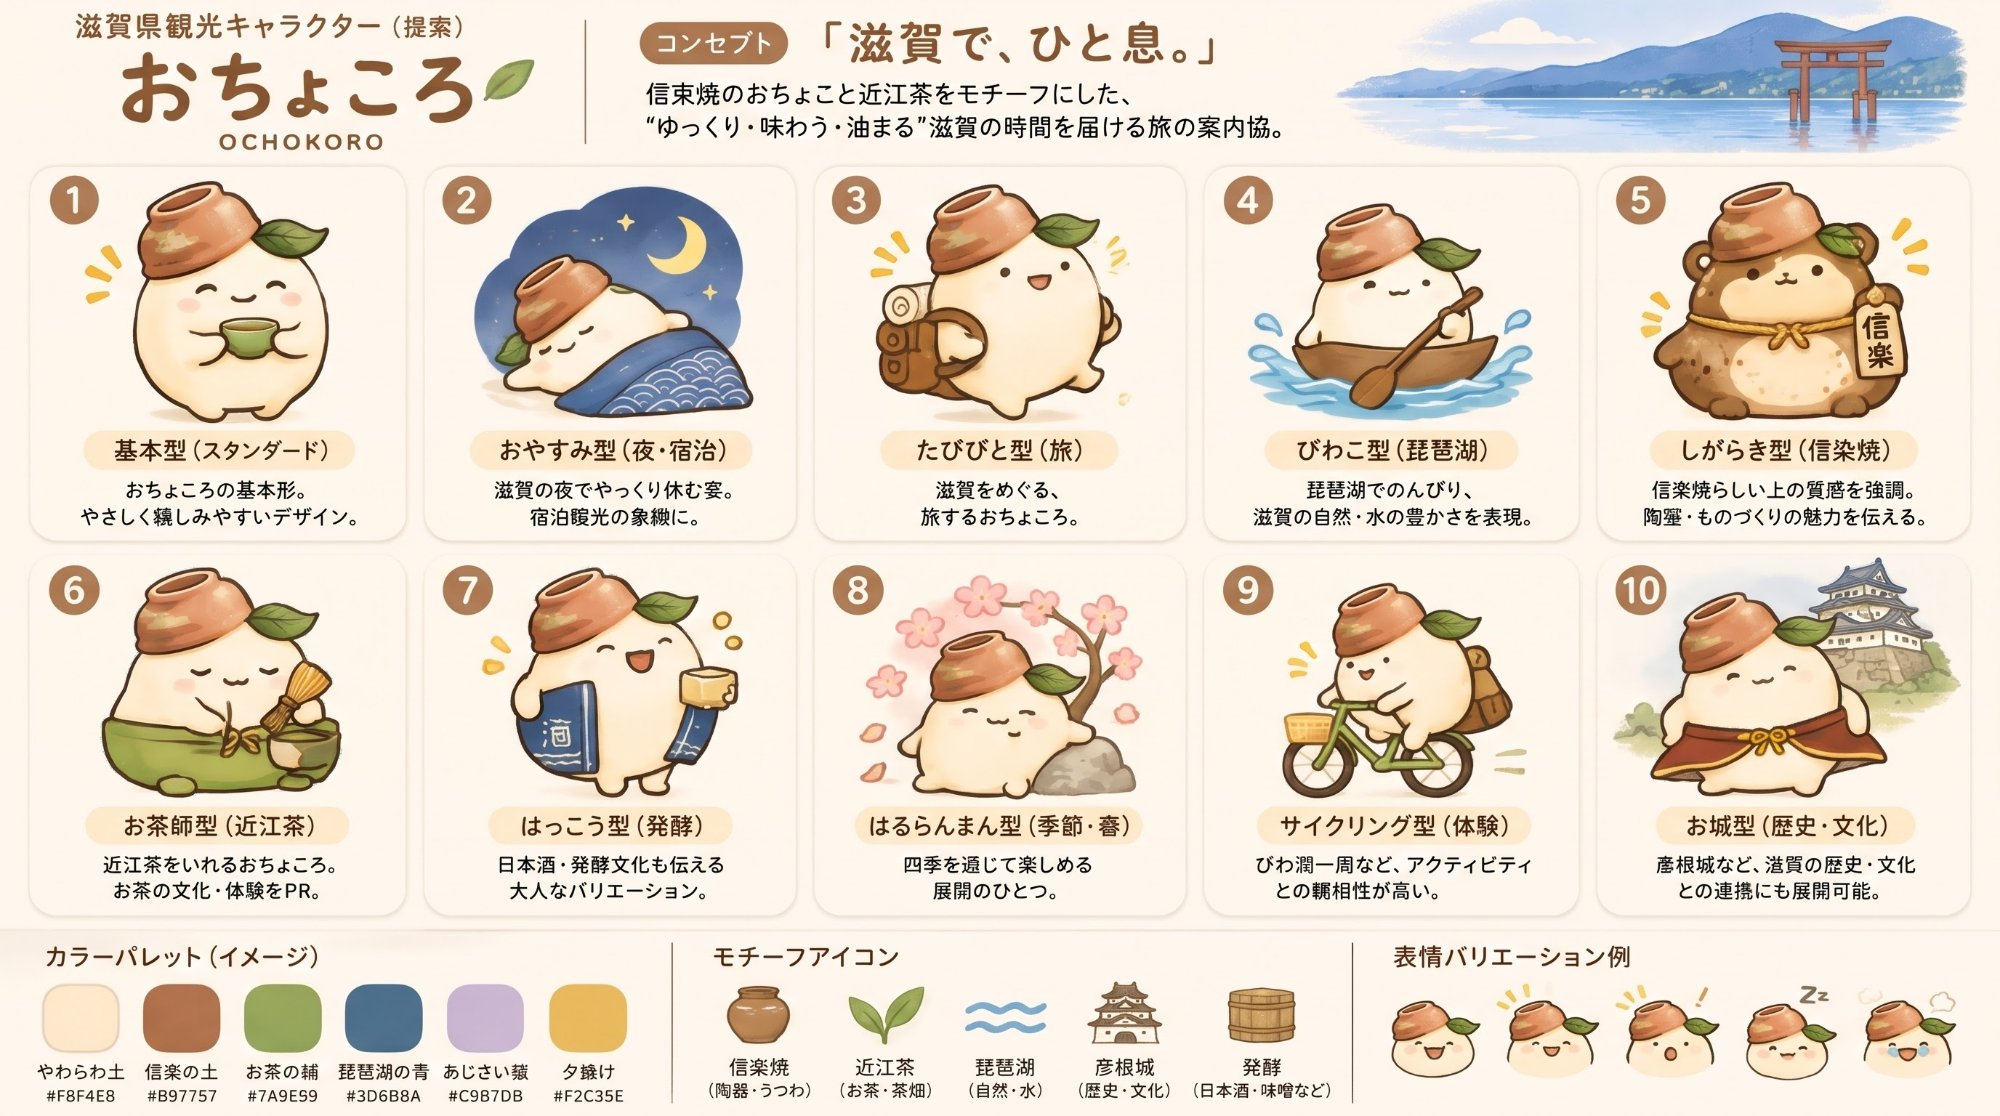 滋賀県観光キャラクター（提案）
おちょころ
OCHOKORO
コンセプト
「滋賀で、ひと息。」
信束焼のおちょこと近江茶をモチーフにした、
“ゆっくり・味わう・油まる”滋賀の時間を届ける旅の案内協。
1
基本型（スタンダード）
おちょころの基本形。
やさしくしみやすいデザイン。
2
おやすみ型（夜・宿治）
滋賀の夜でやっくり休む宴。
宿泊光の象に。
3
たびびと型（旅）
滋賀をめぐる、
旅するおちょころ。
4
びわこ型（琵琶湖）
琵琶湖でのんびり、
滋賀の自然・水の豊かさを表現。
5
信楽
しがらき型（信染焼）
信楽焼らしい上の質感を強調。
陶・ものづくりの魅力を伝える。
6
お茶師型（近江茶）
近江茶をいれるおちょころ。
お茶の文化・体験をPR。
7
酒
はっこう型（発酵）
日本酒・発酵文化も伝える
大人なバリエーション。
8
はるらんまん型（季節・春）
四季を通じて楽しめる
展開のひとつ。
9
サイクリング型（体験）
びわ潤一周など、アクティビティ
との相性が高い。
10
お城型（歴史・文化）
彦根城など、滋賀の歴史・文化
との連携にも展開可能。
カラーパレット（イメージ）
やわらわ土
#F8F4E8
信楽の土
#B97757
お茶の
#7A9E59
琵琶湖の青
#3D6B8A
あじさい
#C9B7DB
夕け
#F2C35E
モチーフアイコン
信楽焼
（陶器・うつわ）
近江茶
（お茶・茶畑）
琵琶湖
（自然・水）
彦根城
（歴史・文化）
発酵
（日本酒・味噌など）
表情バリエーション例
!
Zz